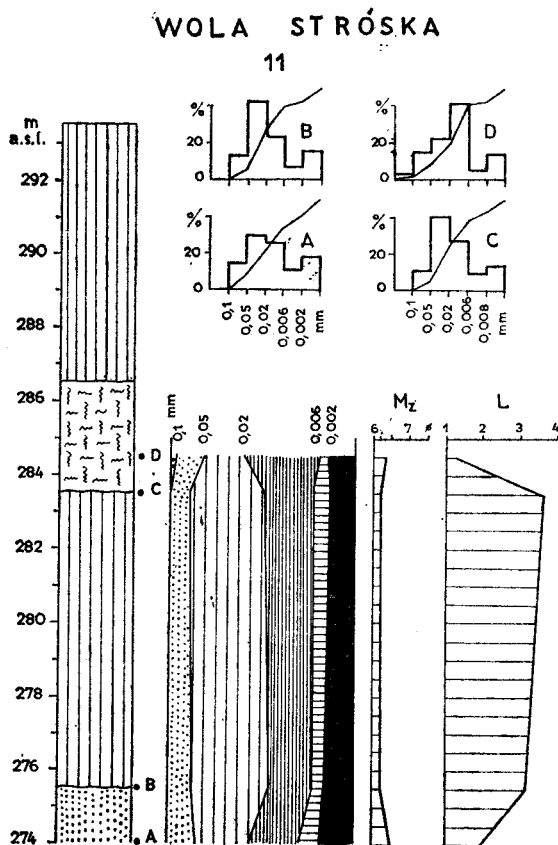 WOLA STRÓSKA
11
m
a.s.l.
292
290
288
286
284
282
280
278
276
274
%
20
0
B
%
20
0
D
%
20
0
A
0,1
0,05
0,02
0,006
0,002
mm
%
20
0
C
0,1
0,05
0,02
0,006
0,008
mm
D
C
B
A
0,1 mm
0,05
0,02
0,006
0,002
Mz
6 7 ø
L
1 2 3 4